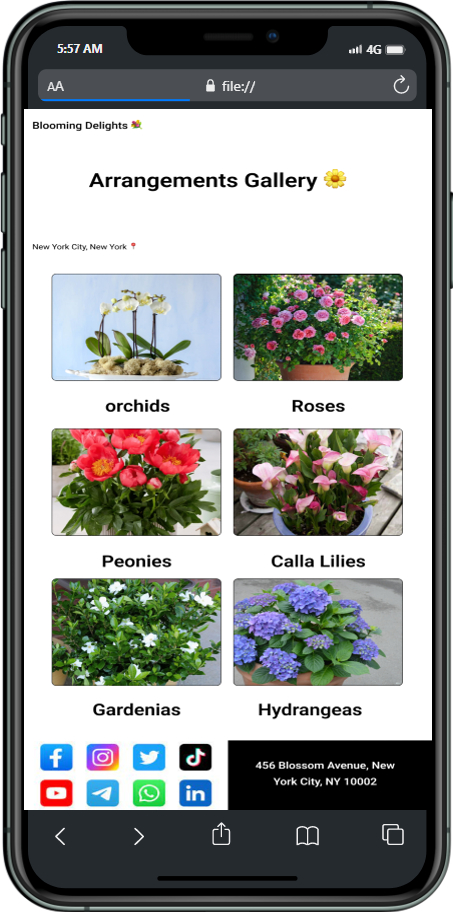 5:57 AM 4G
AA file://
Blooming Delights 💐
Arrangements Gallery 🌼
New York City, New York 📍
orchids Roses
Peonies Calla Lilies
Gardenias Hydrangeas
456 Blossom Avenue, New
York City, NY 10002